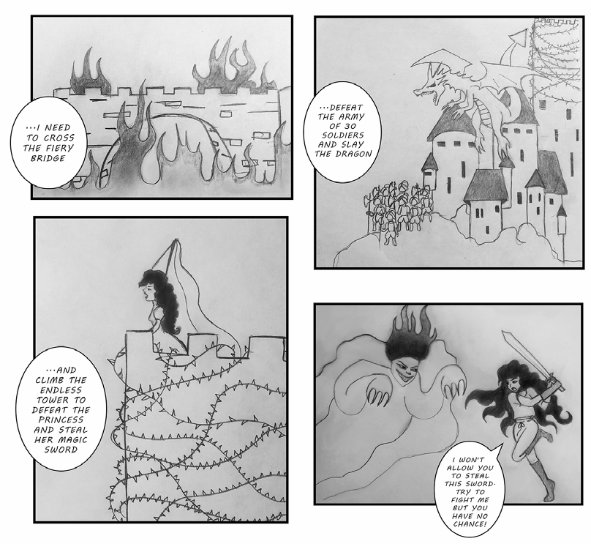 ...I NEED
TO CROSS
THE FIERY
BRIDGE
...DEFEAT
THE ARMY
OF 30
SOLDIERS
AND SLAY
THE DRAGON
...AND
CLIMB THE
ENDLESS
TOWER TO
DEFEAT THE
PRINCESS
AND STEAL
HER MAGIC
SWORD
I WON'T
ALLOW YOU
TO STEAL
THIS SWORD.
TRY TO
FIGHT ME
BUT YOU
HAVE NO
CHANCE!